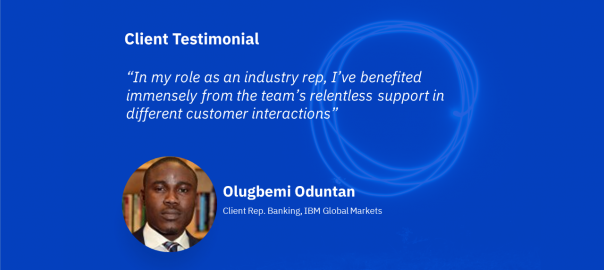 Client Testimonial
“In my role as an industry rep, I’ve benefited
immensely from the team’s relentless support in
different customer interactions”
Olugbemi Oduntan
Client Rep. Banking, IBM Global Markets